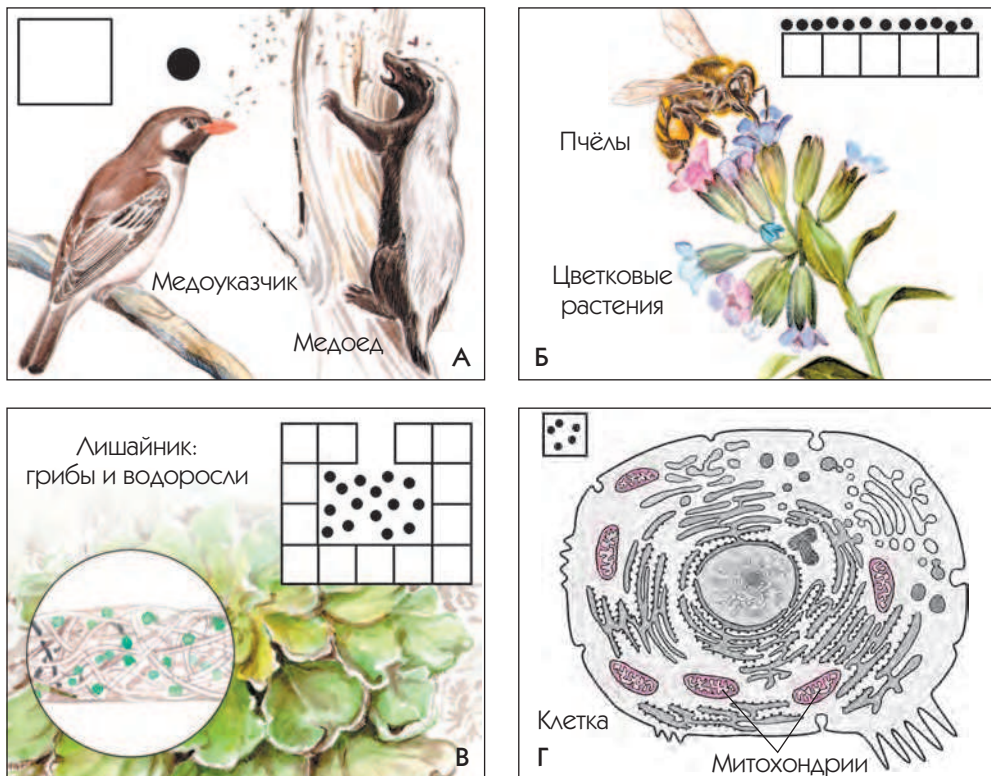 Медоуказчик
Медоед
А
Пчёлы
Цветковые
растения
Б
Лишайник:
грибы и водоросли
В
Клетка
Митохондрии
Г